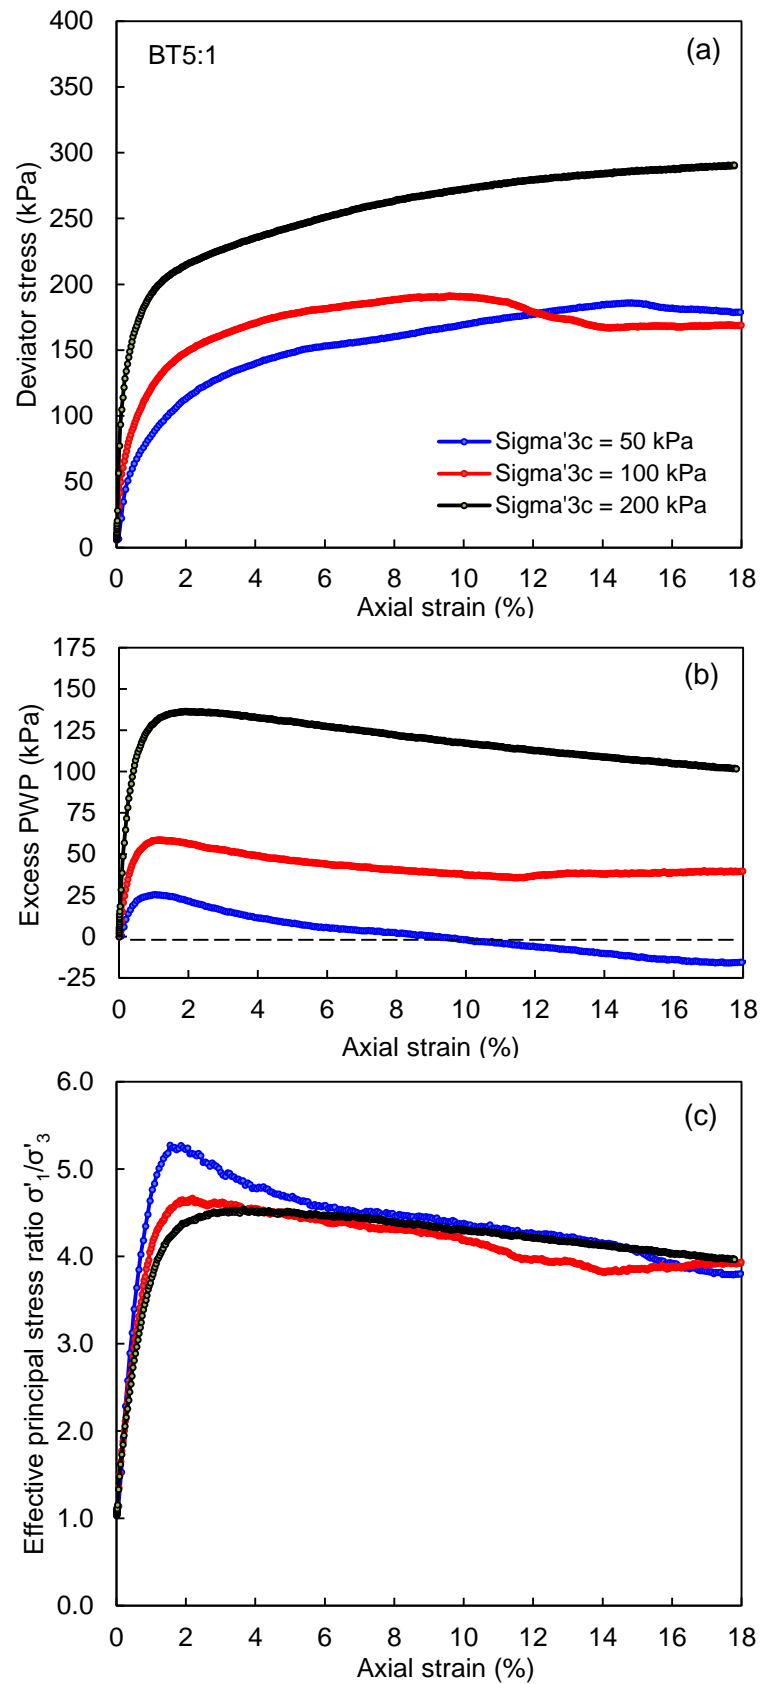 400
350
300
250
200
150
100
50
0
Deviator stress (kPa)
BT5:1
(a)
Sigma'3c = 50 kPa
Sigma'3c = 100 kPa
Sigma'3c = 200 kPa
0 2 4 6 8 10 12 14 16 18
Axial strain (%)
175
150
125
100
75
50
25
0
-25
Excess PWP (kPa)
(b)
0 2 4 6 8 10 12 14 16 18
Axial strain (%)
6.0
5.0
4.0
3.0
2.0
1.0
0.0
Effective principal stress ratio σ'1/σ'3
(c)
0 2 4 6 8 10 12 14 16 18
Axial strain (%)